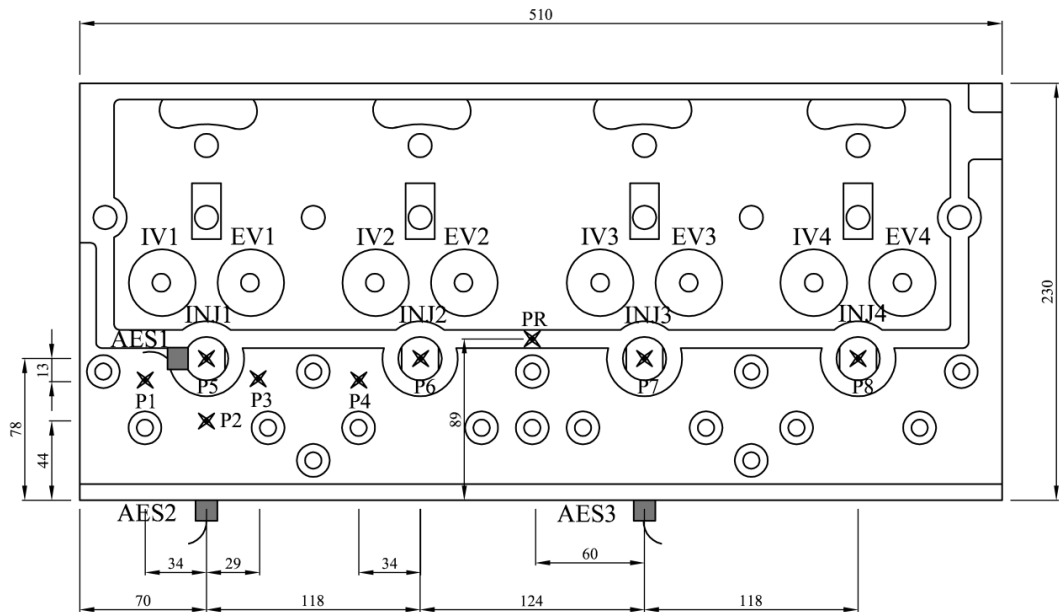 510
IV1 EV1 IV2 EV2 IV3 EV3 IV4 EV4
230
INJ1 INJ2 PR INJ3 INJ4
AES1
13
P5 P6 P7 P8
P1 P3 P4
P2
78
44
89
AES2 AES3
34 29 34 60
70 118 124 118